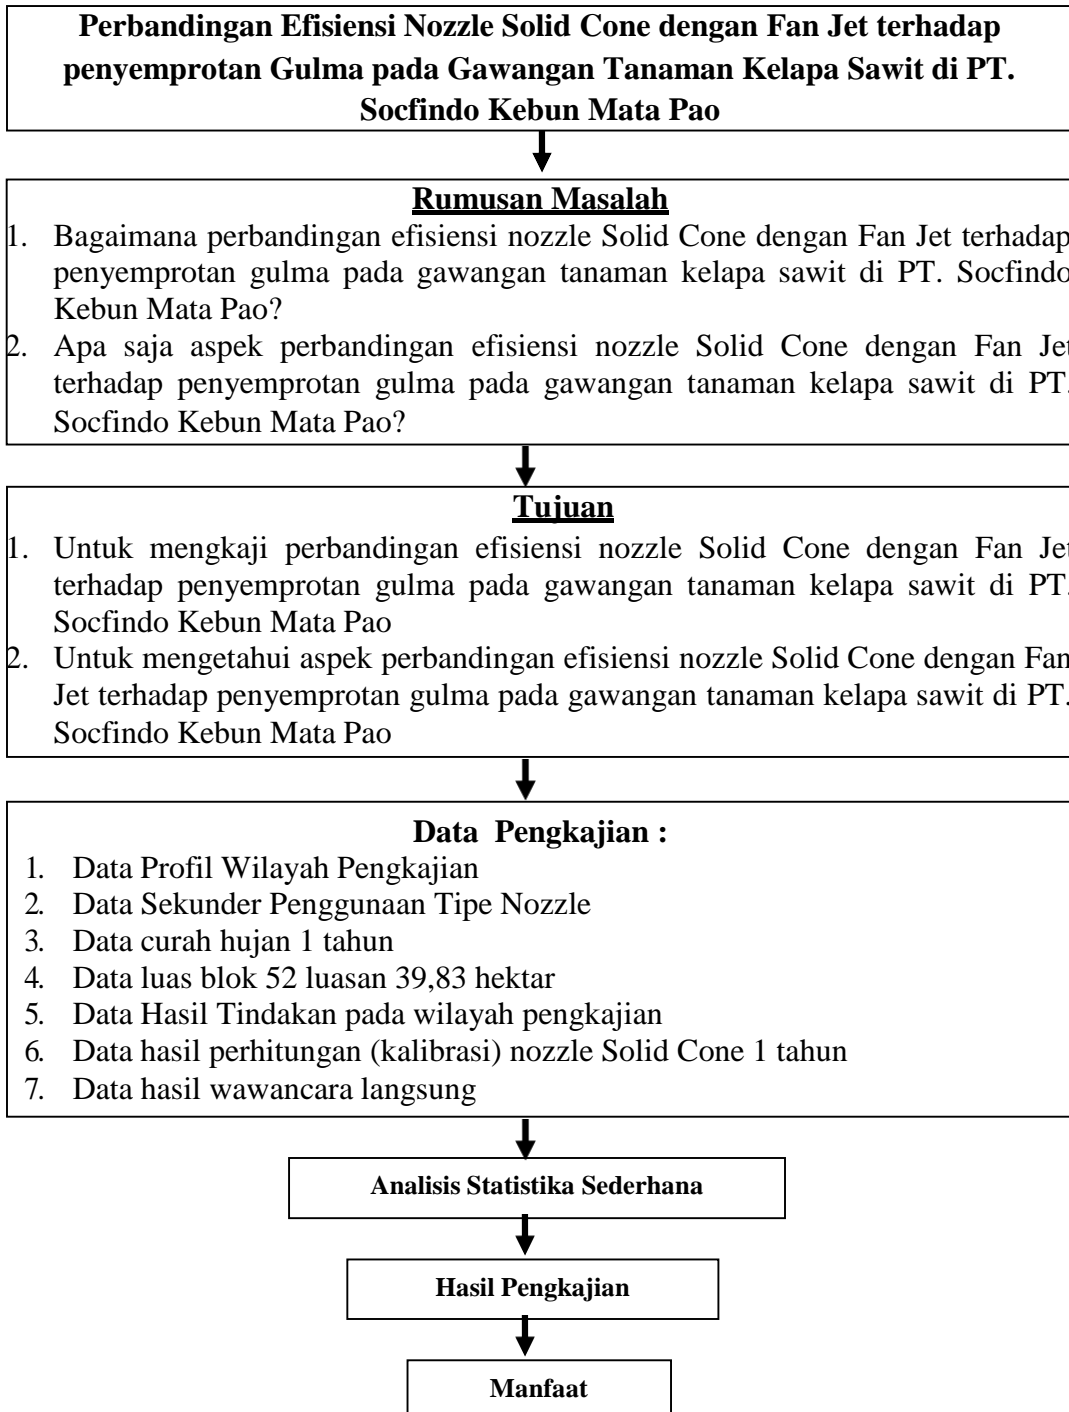 Perbandingan Efisiensi Nozzle Solid Cone dengan Fan Jet terhadap
penyemprotan Gulma pada Gawangan Tanaman Kelapa Sawit di PT.
Socfindo Kebun Mata Pao
Rumusan Masalah
1. Bagaimana perbandingan efisiensi nozzle Solid Cone dengan Fan Jet terhadap
penyemprotan gulma pada gawangan tanaman kelapa sawit di PT. Socfindo
Kebun Mata Pao?
2. Apa saja aspek perbandingan efisiensi nozzle Solid Cone dengan Fan Jet
terhadap penyemprotan gulma pada gawangan tanaman kelapa sawit di PT.
Socfindo Kebun Mata Pao?
Tujuan
1. Untuk mengkaji perbandingan efisiensi nozzle Solid Cone dengan Fan Jet
terhadap penyemprotan gulma pada gawangan tanaman kelapa sawit di PT.
Socfindo Kebun Mata Pao
2. Untuk mengetahui aspek perbandingan efisiensi nozzle Solid Cone dengan Fan
Jet terhadap penyemprotan gulma pada gawangan tanaman kelapa sawit di PT.
Socfindo Kebun Mata Pao
Data Pengkajian :
1. Data Profil Wilayah Pengkajian
2. Data Sekunder Penggunaan Tipe Nozzle
3. Data curah hujan 1 tahun
4. Data luas blok 52 luasan 39,83 hektar
5. Data Hasil Tindakan pada wilayah pengkajian
6. Data hasil perhitungan (kalibrasi) nozzle Solid Cone 1 tahun
7. Data hasil wawancara langsung
Analisis Statistika Sederhana
Hasil Pengkajian
Manfaat